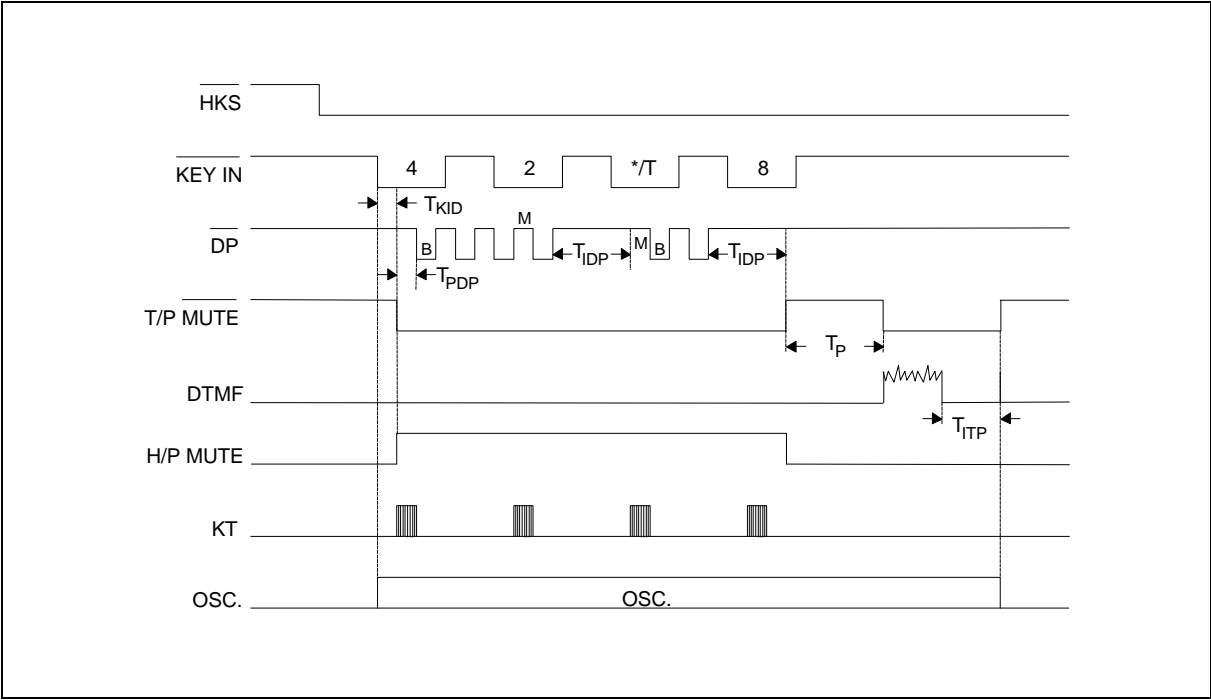 HKS
KEY IN 4 2 */T 8
TKID
DP B M M B
TIDP TIDP
TPDP
T/P MUTE
TP
DTMF
TITP
H/P MUTE
KT
OSC. OSC.